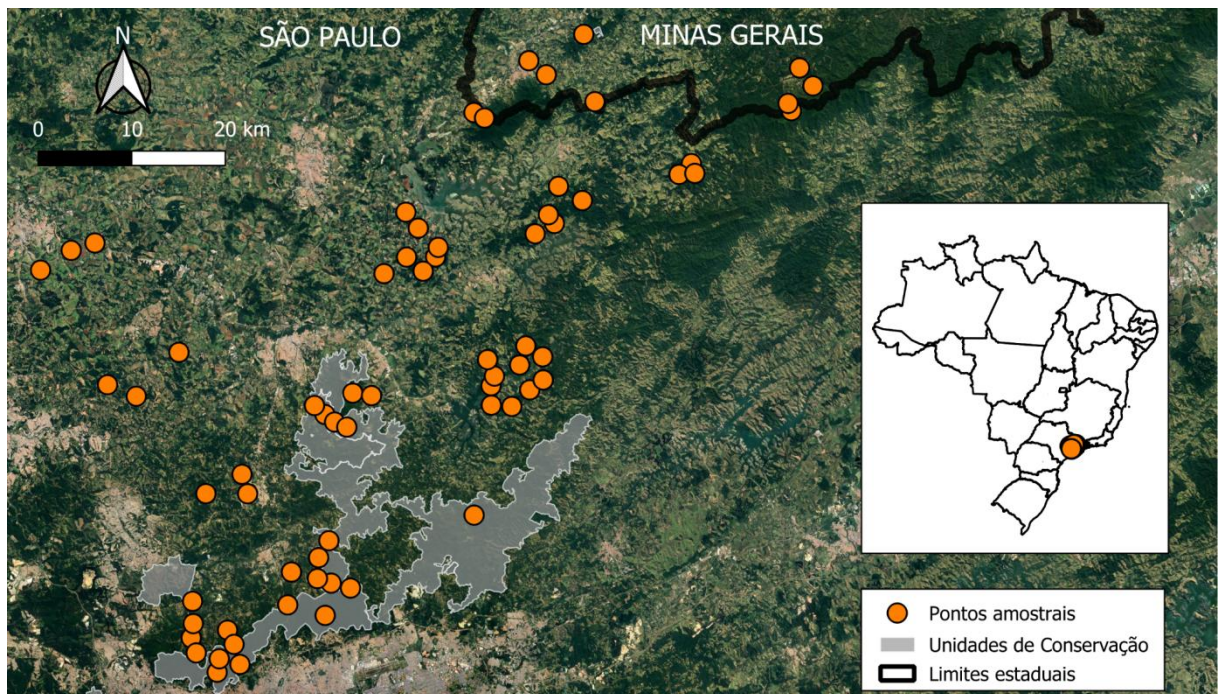 SÃO PAULO
MINAS GERAIS
N
0 10 20 km
Pontos amostrais
Unidades de Conservação
Limites estaduais